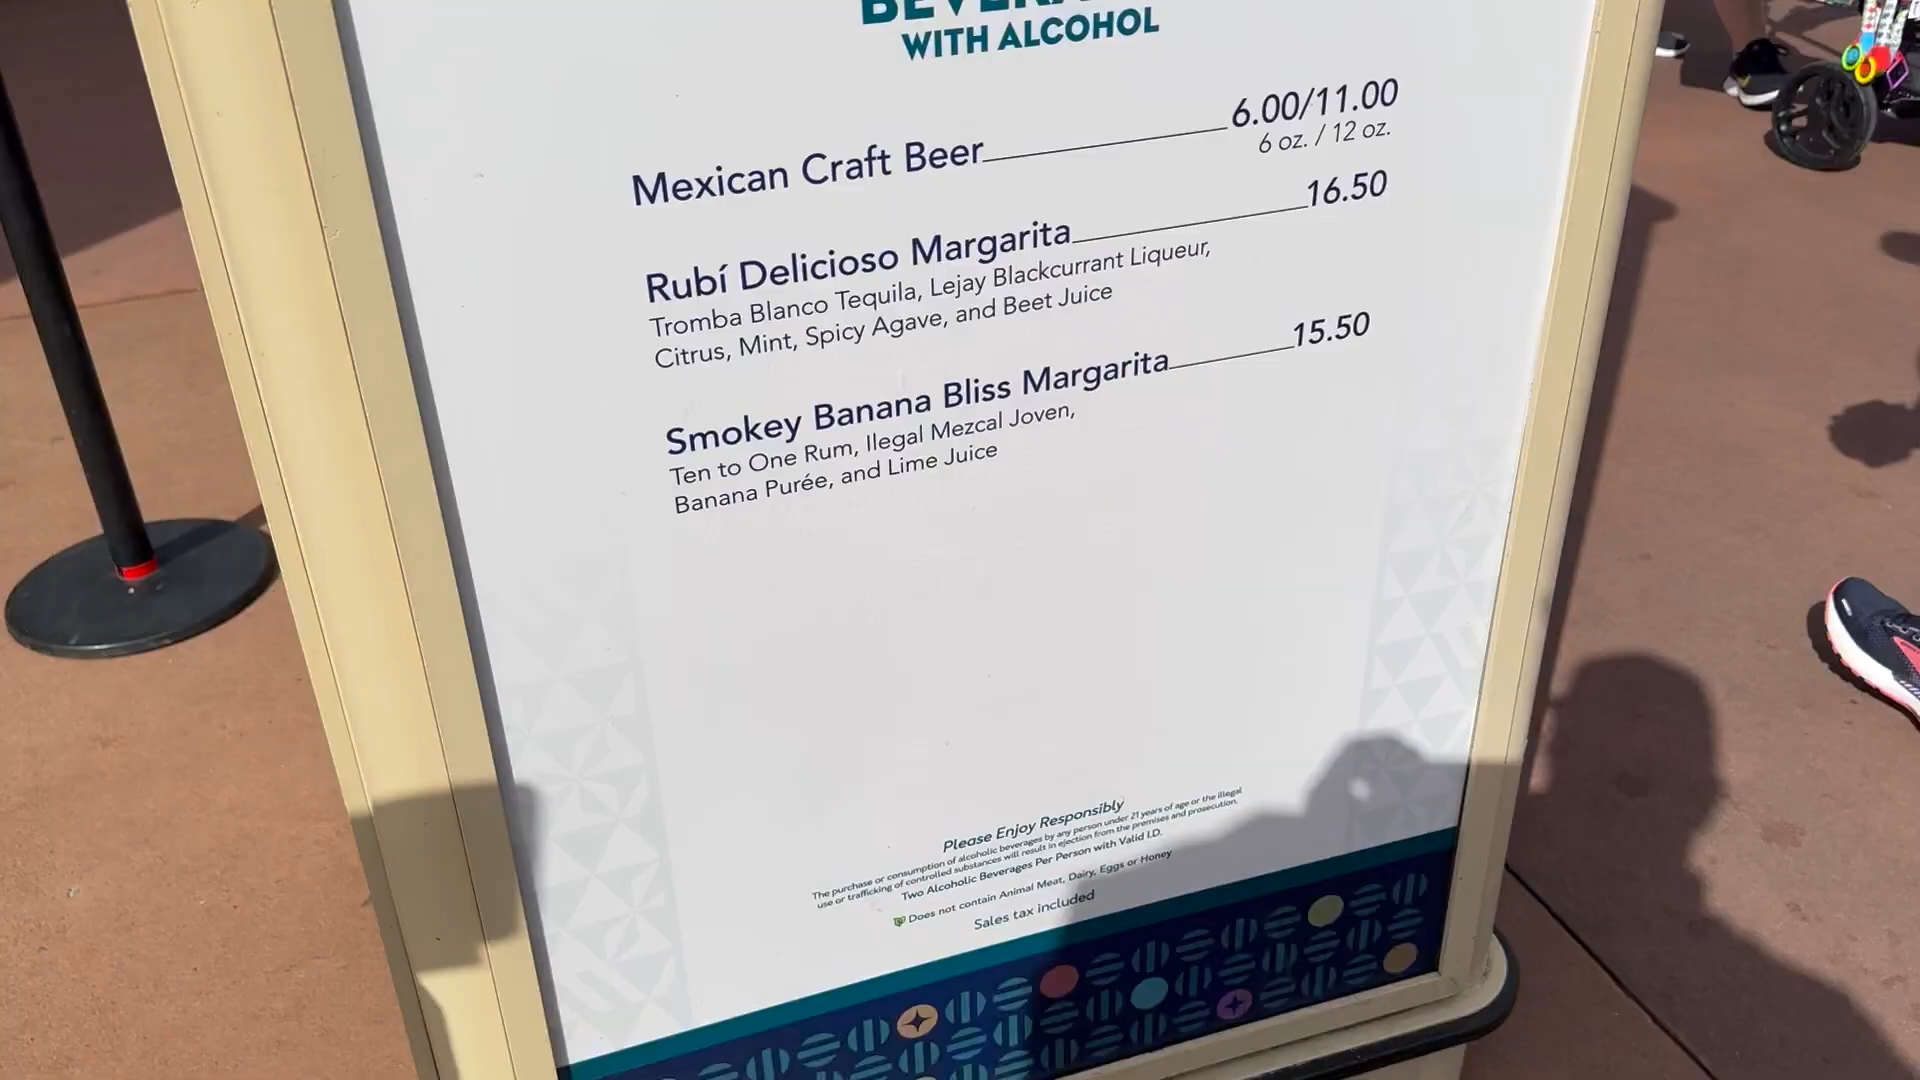 WITH ALCOHOL
Mexican Craft Beer 6.00/11.00
6 oz. / 12 oz.
Rubí Delicioso Margarita 16.50
Tromba Blanco Tequila, Lejay Blackcurrant Liqueur,
Citrus, Mint, Spicy Agave, and Beet Juice
Smokey Banana Bliss Margarita 15.50
Ten to One Rum, Ilegal Mezcal Joven,
Banana Purée, and Lime Juice
Please Enjoy Responsibly
The purchase or consumption of alcoholic beverages by any person under 21 years of age or the illegal
use or trafficking of controlled substances will result in ejection from the premises and prosecution.
Two Alcoholic Beverages Per Person with Valid I.D.
Does not contain Animal Meat, Dairy, Eggs or Honey
Sales tax included